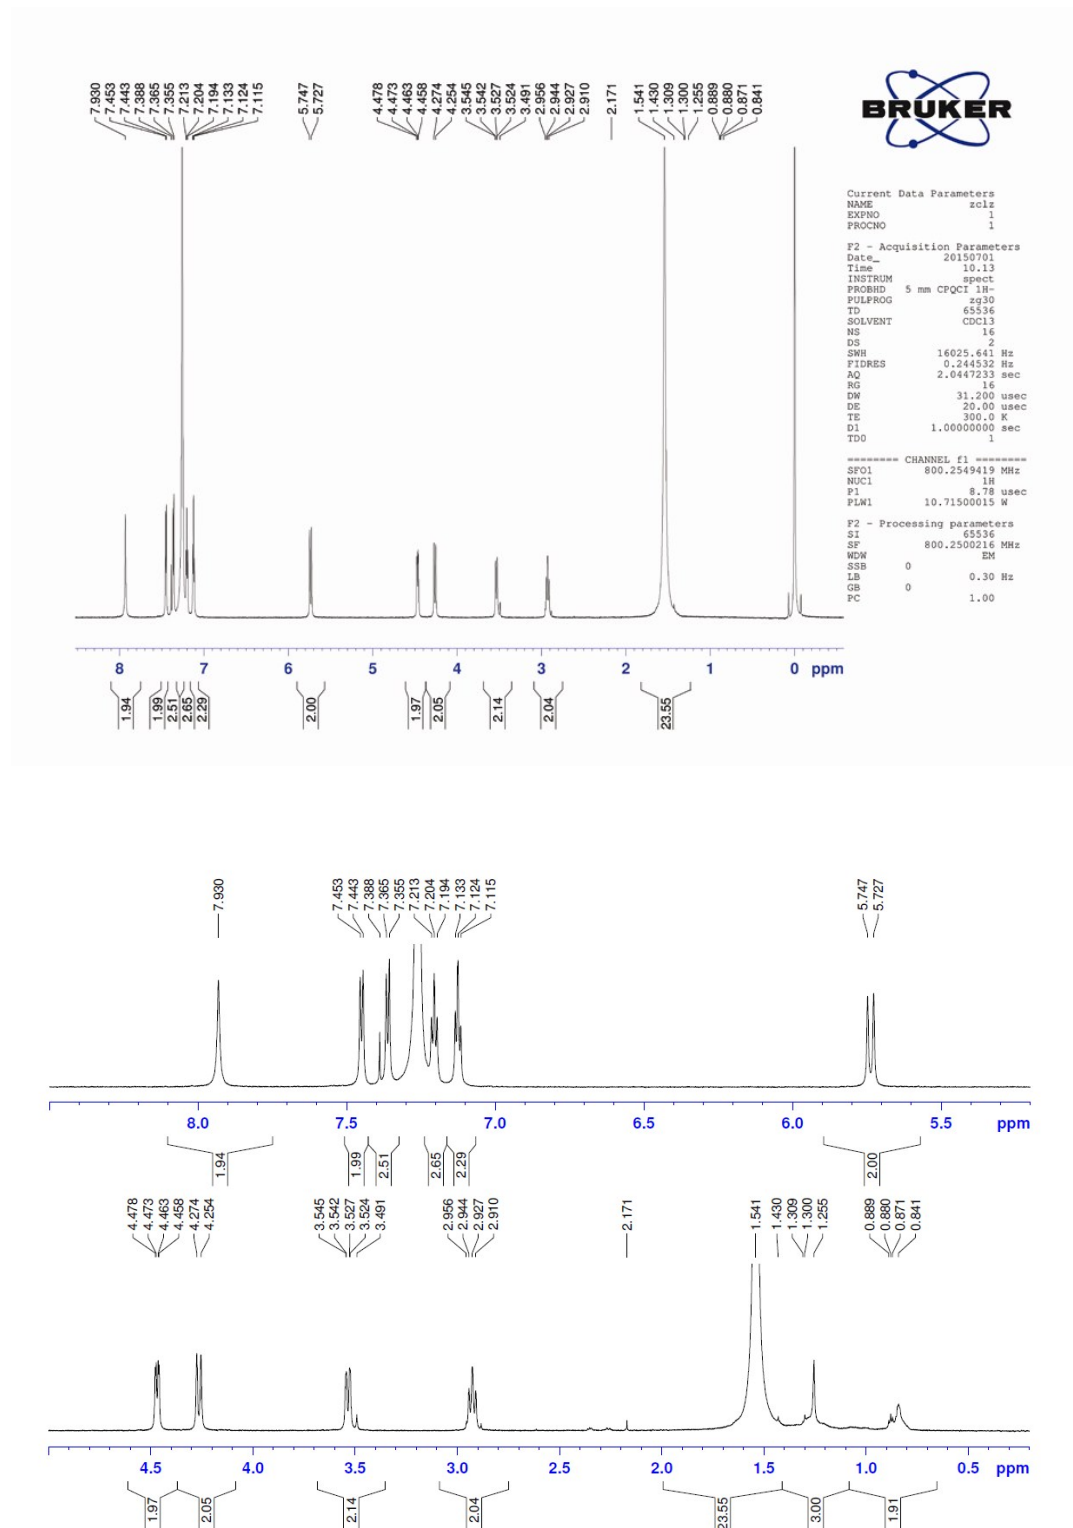 7.930
7.453
7.443
7.388
7.365
7.355
7.213
7.204
7.194
7.133
7.124
7.115
5.747
5.727
4.478
4.473
4.463
4.458
4.274
4.254
3.545
3.542
3.527
3.524
3.491
2.956
2.944
2.927
2.910
2.171
1.541
1.430
1.309
1.300
1.255
0.889
0.880
0.871
0.841
BRUKER
Current Data Parameters
NAME zclz
EXPNO 1
PROCNO 1
F2 - Acquisition Parameters
Date_ 20150701
Time 10.13
INSTRUM spect
PROBHD 5 mm CPQCI 1H-
PULPROG zg30
TD 65536
SOLVENT CDCl3
NS 16
DS 2
SWH 16025.641 Hz
FIDRES 0.244532 Hz
AQ 2.0447233 sec
RG 16
DW 31.200 usec
DE 20.00 usec
TE 300.0 K
D1 1.00000000 sec
TD0 1
======== CHANNEL f1 ========
SFO1 800.2549419 MHz
NUC1 1H
P1 8.78 usec
PLW1 10.71500015 W
F2 - Processing parameters
SI 65536
SF 800.2500216 MHz
WDW EM
SSB 0
LB 0.30 Hz
GB 0
PC 1.00
8 7 6 5 4 3 2 1 0 ppm
1.94
1.99
2.51
2.65
2.29
2.00
1.97
2.05
2.14
2.04
23.55
7.930
7.453
7.443
7.388
7.365
7.355
7.213
7.204
7.194
7.133
7.124
7.115
5.747
5.727
8.0 7.5 7.0 6.5 6.0 5.5 ppm
1.94
1.99
2.51
2.65
2.29
2.00
4.478
4.473
4.463
4.458
4.274
4.254
3.545
3.542
3.527
3.524
3.491
2.956
2.944
2.927
2.910
2.171
1.541
1.430
1.309
1.300
1.255
0.889
0.880
0.871
0.841
4.5 4.0 3.5 3.0 2.5 2.0 1.5 1.0 0.5 ppm
1.97
2.05
2.14
2.04
23.55
3.00
1.91